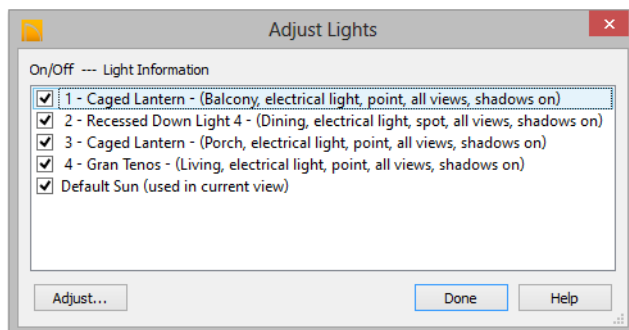 Adjust Lights
On/Off --- Light Information
1 - Caged Lantern - (Balcony, electrical light, point, all views, shadows on)
2 - Recessed Down Light 4 - (Dining, electrical light, spot, all views, shadows on)
3 - Caged Lantern - (Porch, electrical light, point, all views, shadows on)
4 - Gran Tenos - (Living, electrical light, point, all views, shadows on)
Default Sun (used in current view)
Adjust... Done Help